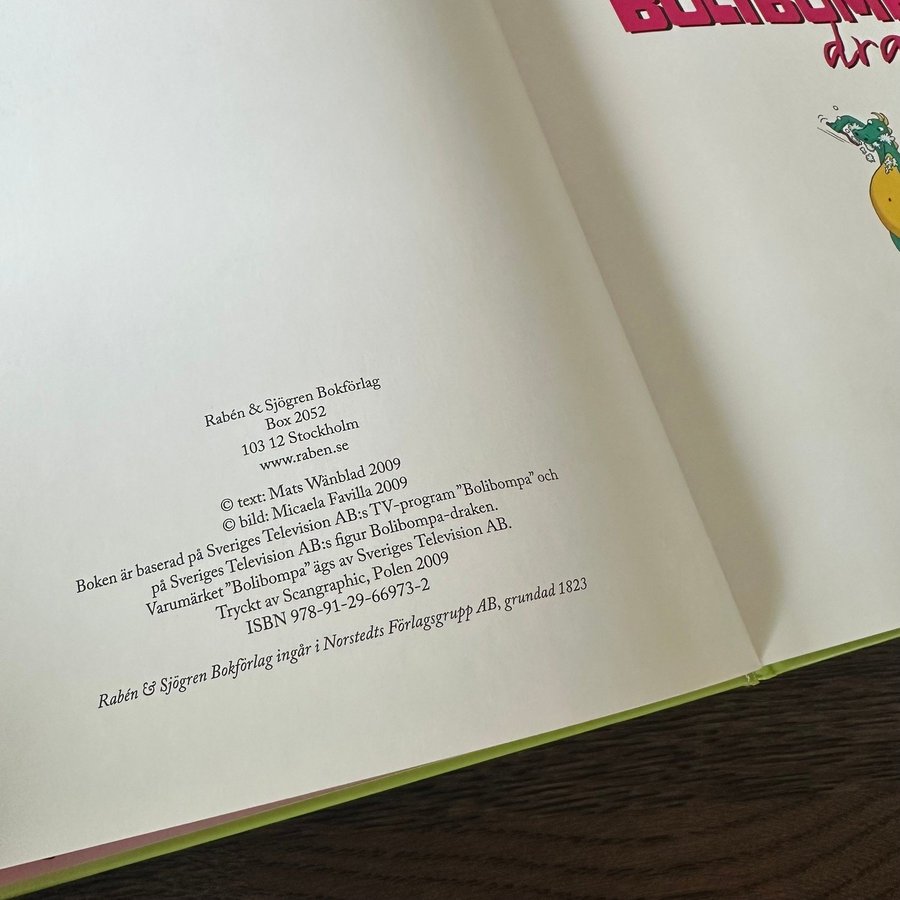 Rabén & Sjögren Bokförlag
Box 2052
103 12 Stockholm
www.raben.se
© text: Mats Wänblad 2009
© bild: Micaela Favilla 2009
Boken är baserad på Sveriges Television AB:s TV-program ”Bolibompa” och
på Sveriges Television AB:s figur Bolibompa-draken.
Varumärket ”Bolibompa” ägs av Sveriges Television AB.
Tryckt av Scangraphic, Polen 2009
ISBN 978-91-29-66973-2
Rabén & Sjögren Bokförlag ingår i Norstedts Förlagsgrupp AB, grundad 1823